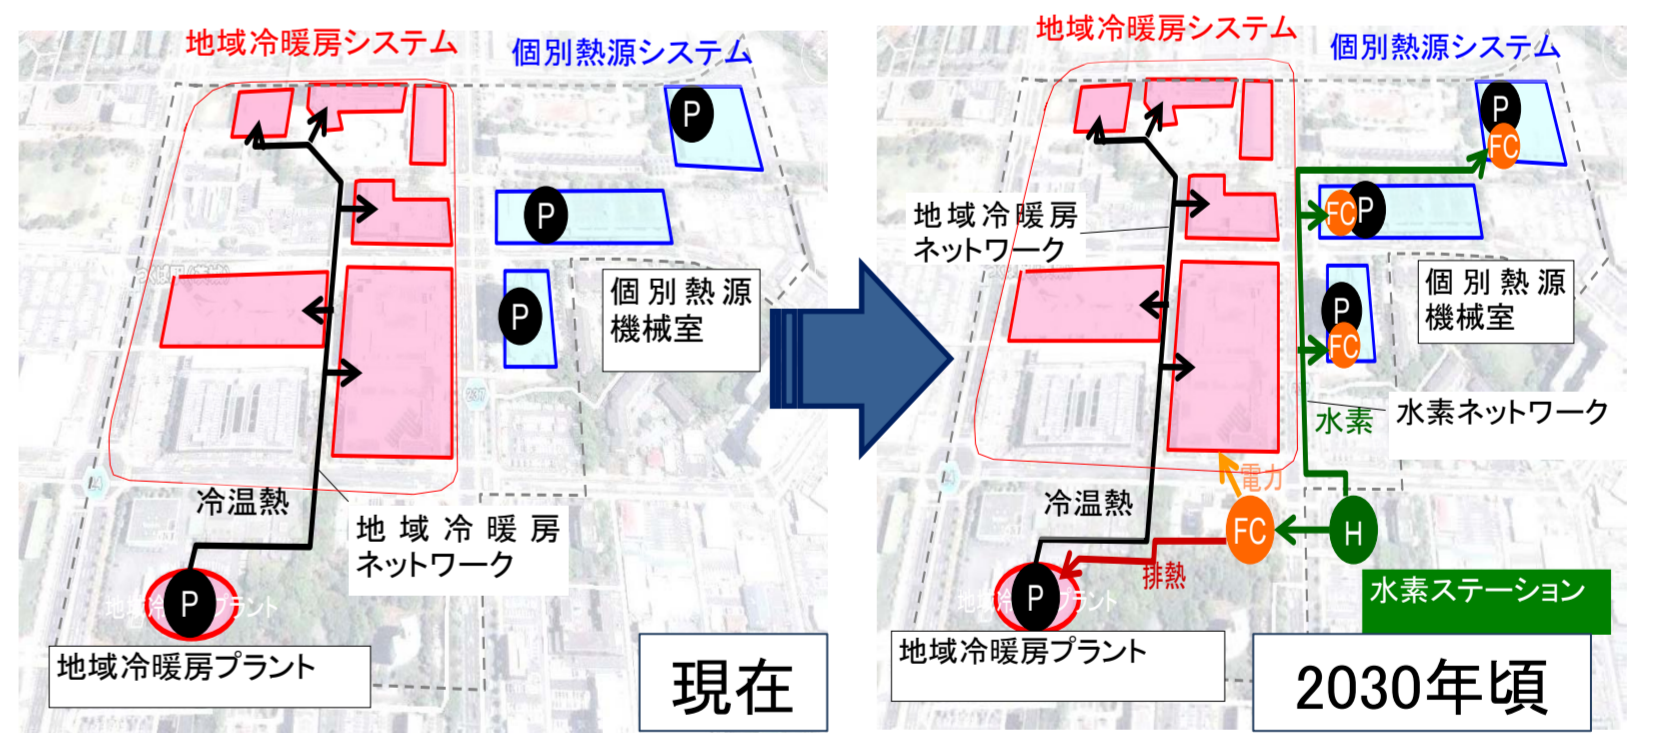 地域冷暖房システム
個別熱源システム
P
P
P
個別熱源
機械室
237
24
冷温熱
地域冷暖房
ネットワーク
P
地域冷暖房プラント
現在
地域冷暖房システム
個別熱源システム
P
FC
FC P
地域冷暖房
ネットワーク
P
FC
個別熱源
機械室
水素
水素ネットワーク
電力
冷温熱
FC
H
排熱
P
水素ステーション
地域冷暖房プラント
2030年頃